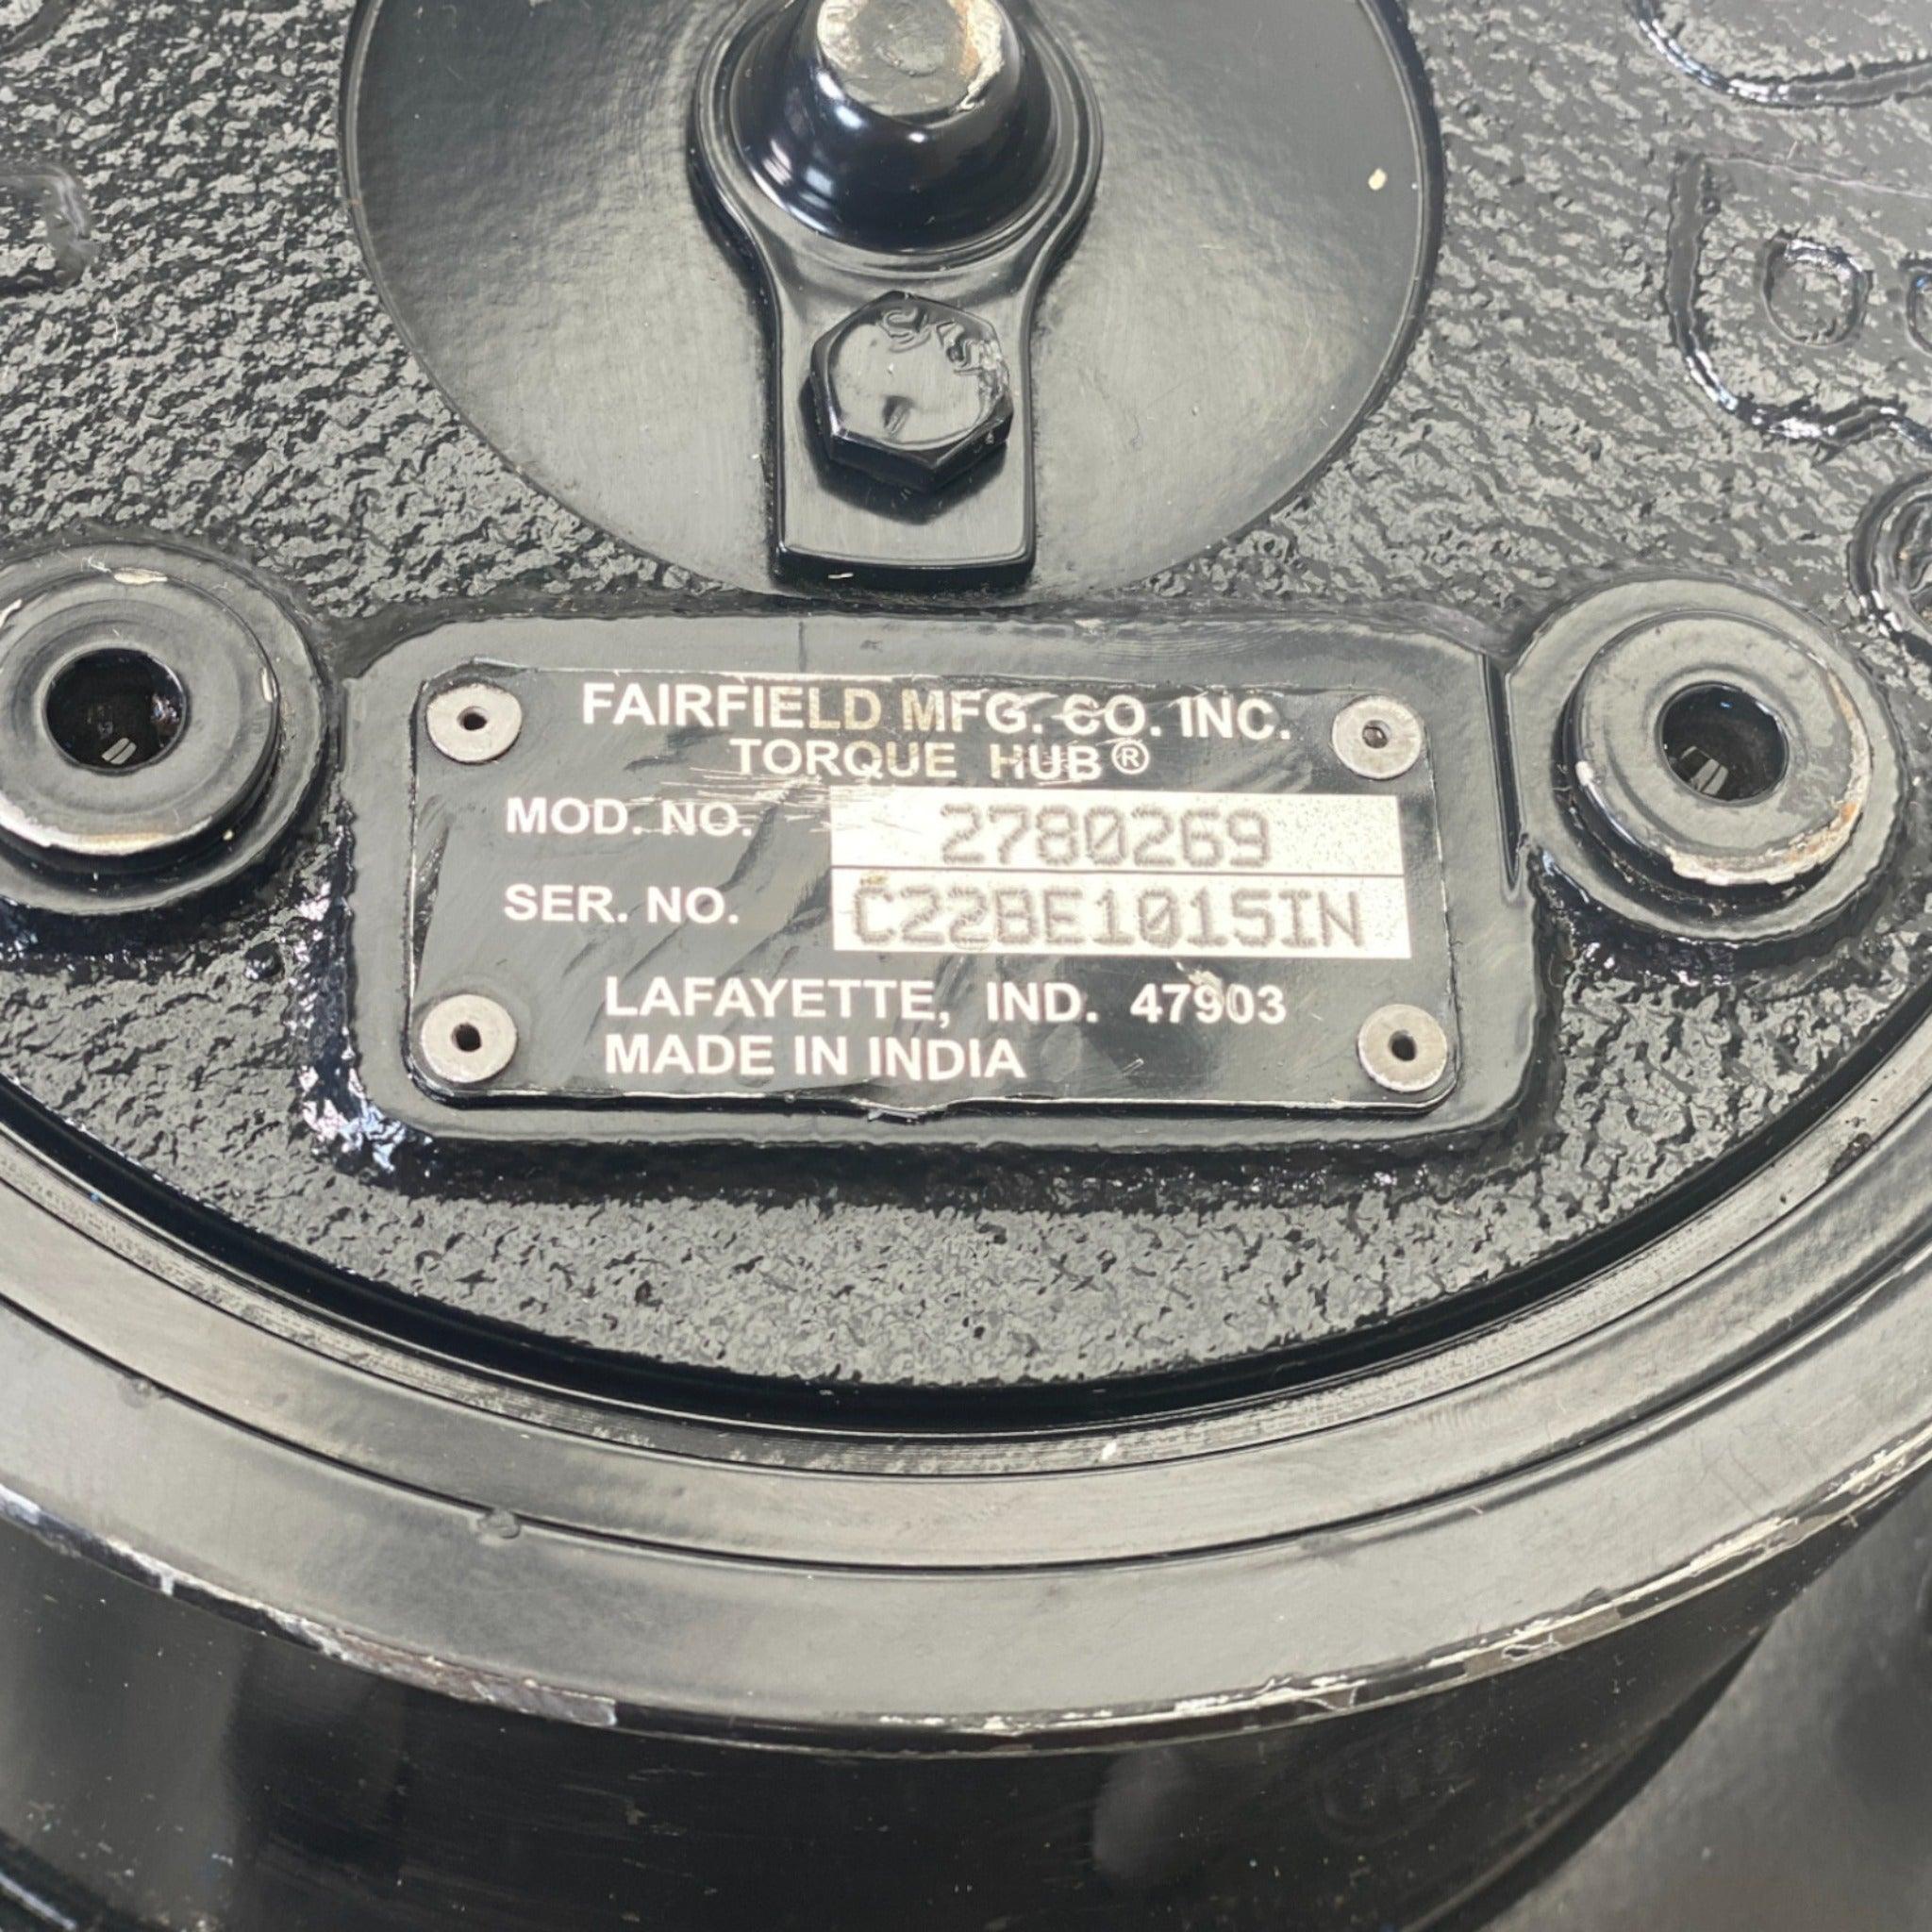 FAIRFIELD MFG. CO. INC.
TORQUE HUB®
MOD. NO. 2780269
SER. NO. C22BE1015IN
LAFAYETTE, IND. 47903
MADE IN INDIA